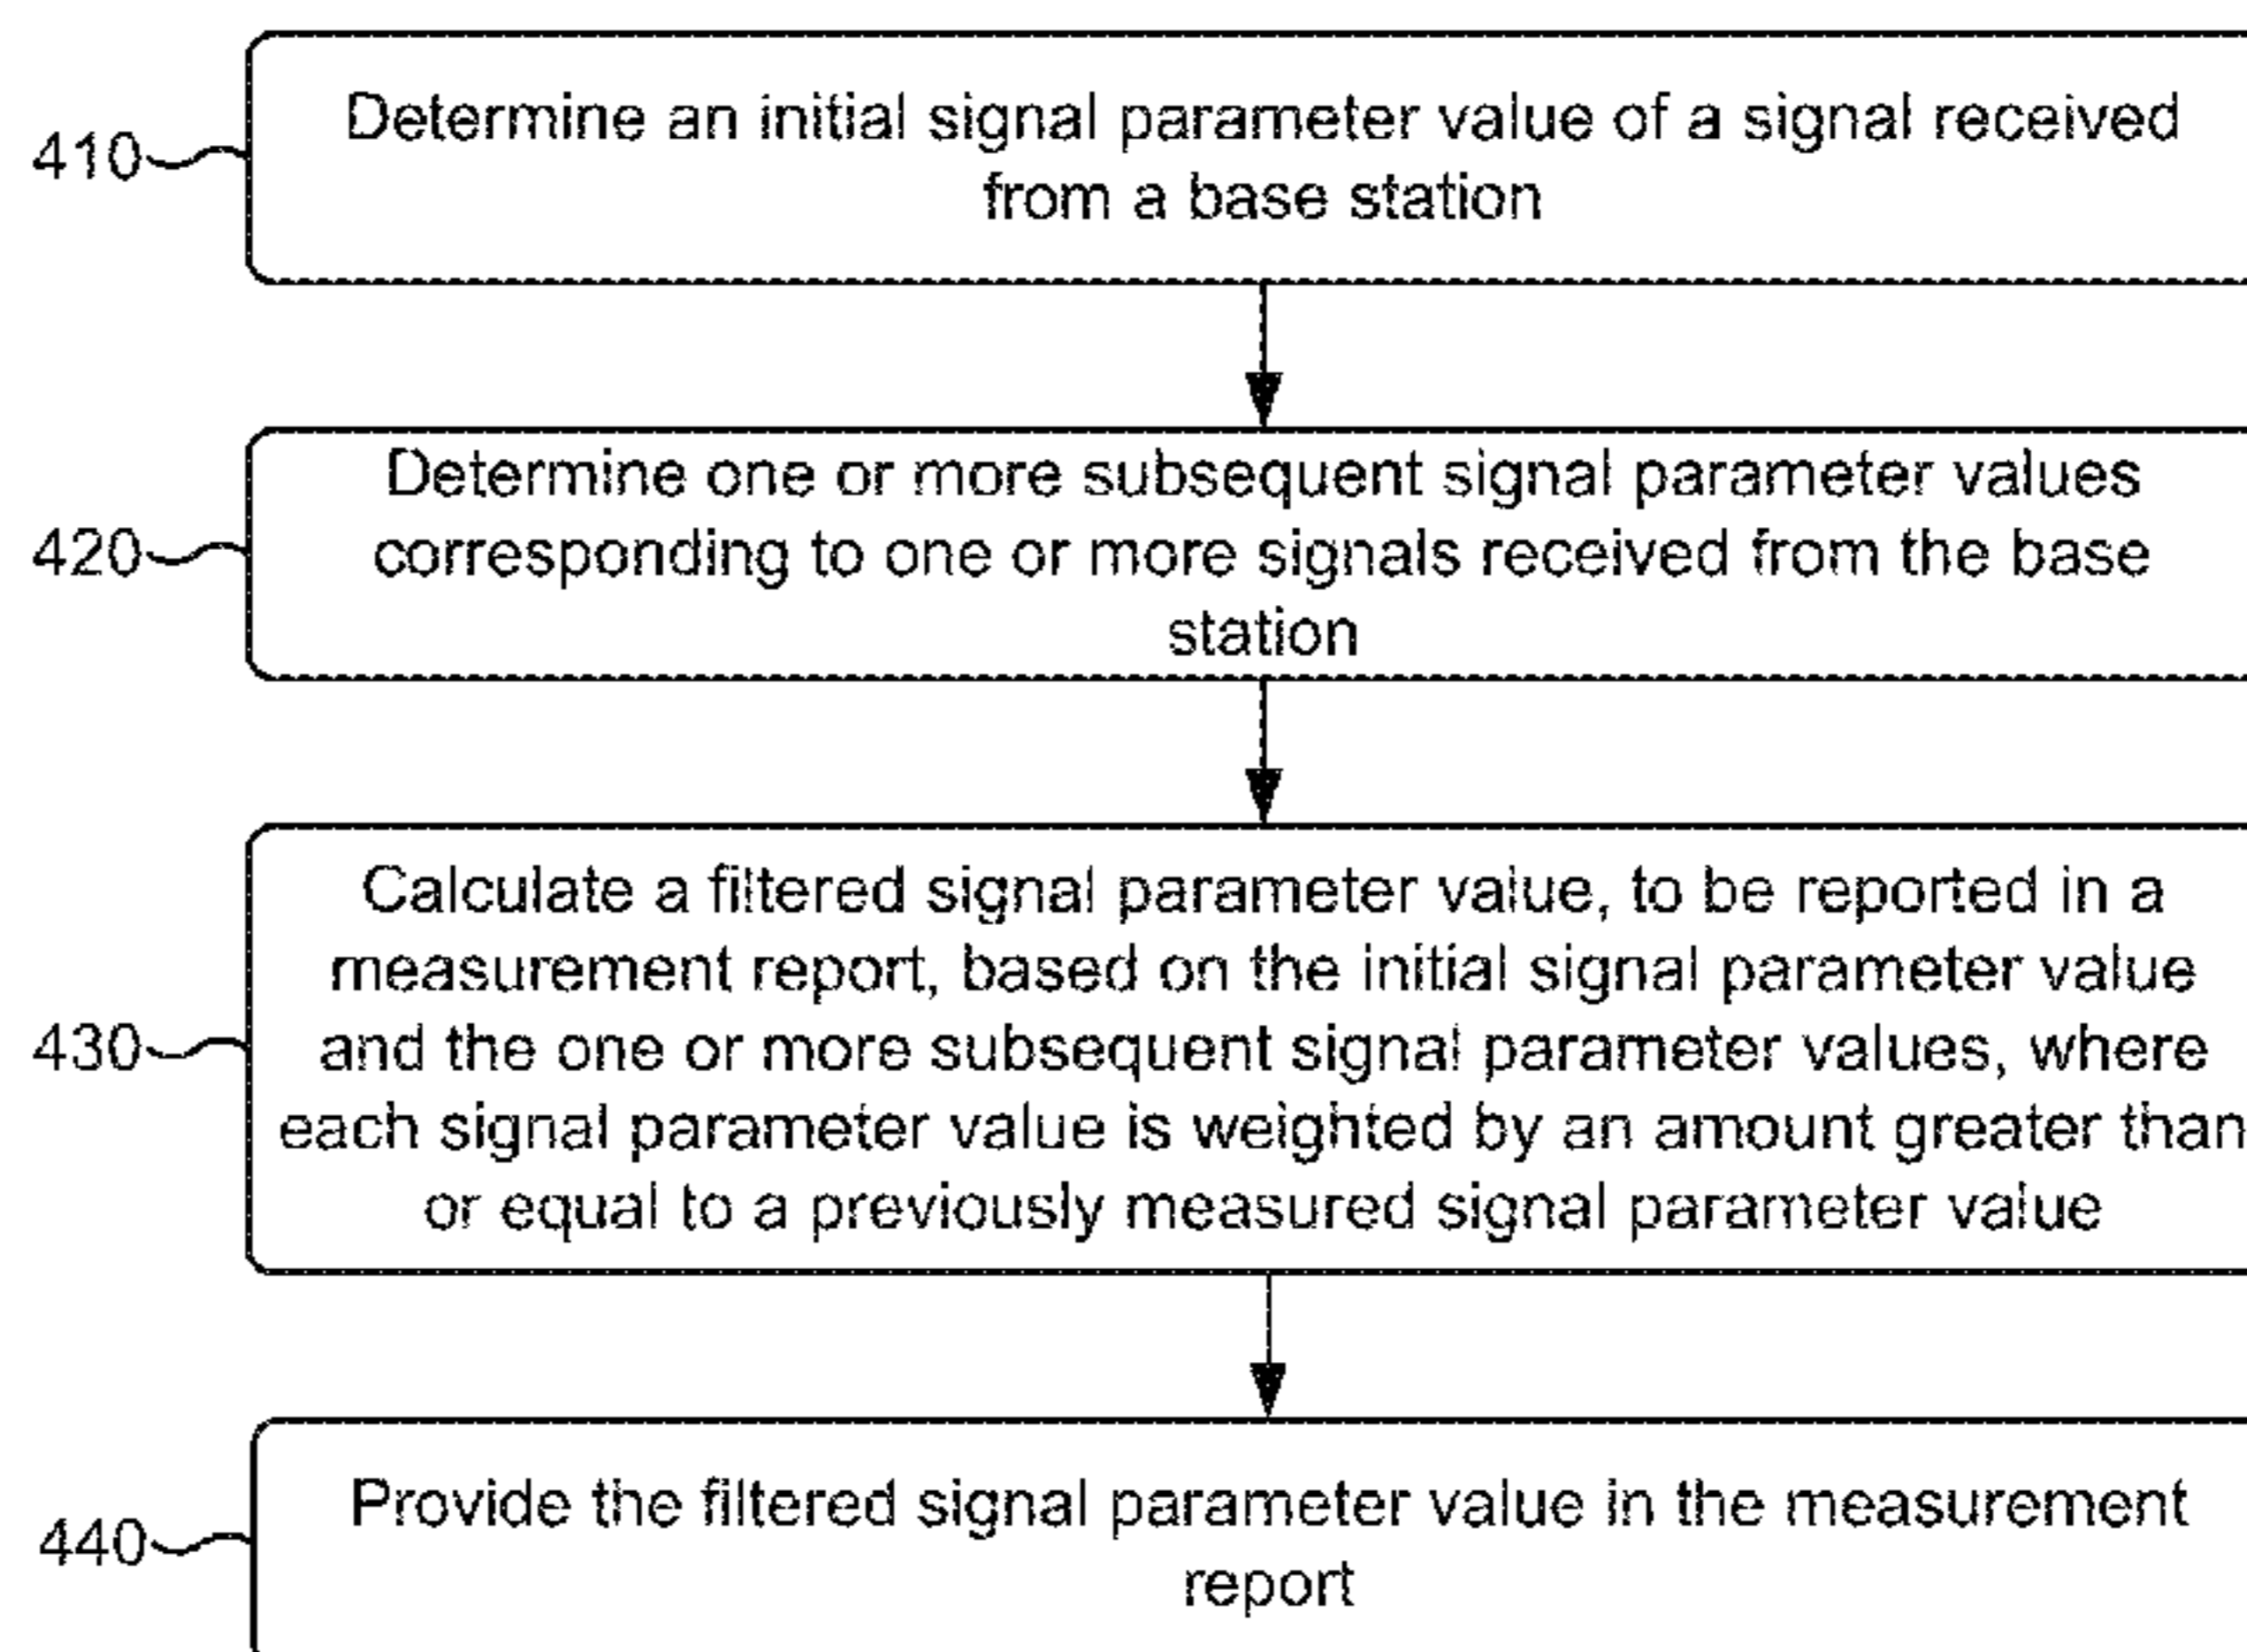 Determine an initial signal parameter value of a signal received
410
from a base station
Determine one or more subsequent signal parameter values
420
corresponding to one or more signals received from the base
station
Calculate a filtered signal parameter value, to be reported in a
measurement report, based on the initial signal parameter value
430
and the one or more subsequent signal parameter values, where
each signal parameter value is weighted by an amount greater than
or equal to a previously measured signal parameter value
Provide the filtered signal parameter value in the measurement
440
report